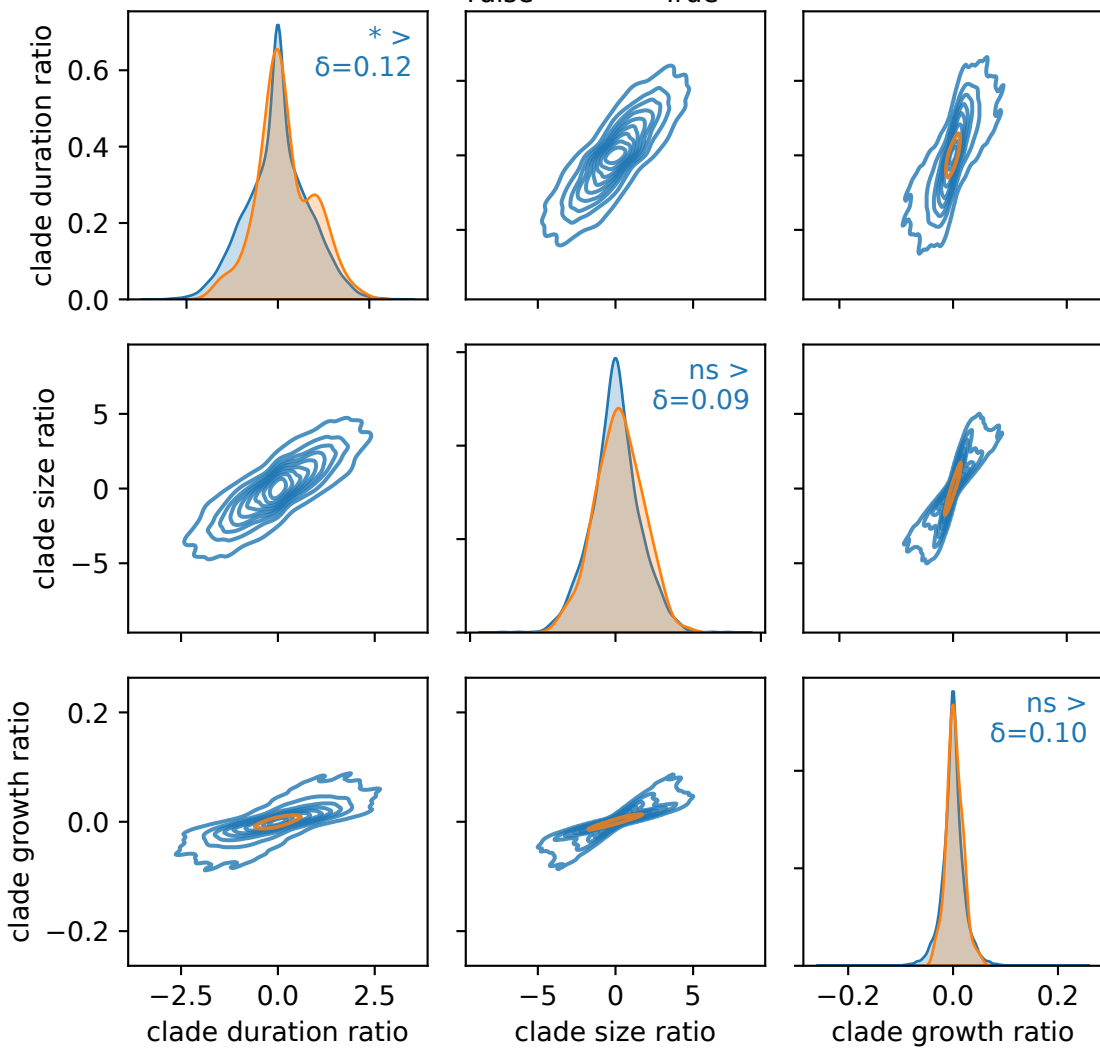 True
clade duration ratio
0.6
0.4
0.2
0.0
* >
δ=0.12
clade size ratio
5
0
−5
ns >
δ=0.09
clade growth ratio
0.2
0.0
−0.2
ns >
δ=0.10
−2.5 0.0 2.5
−5 0 5
−0.2 0.0 0.2
clade duration ratio
clade size ratio
clade growth ratio